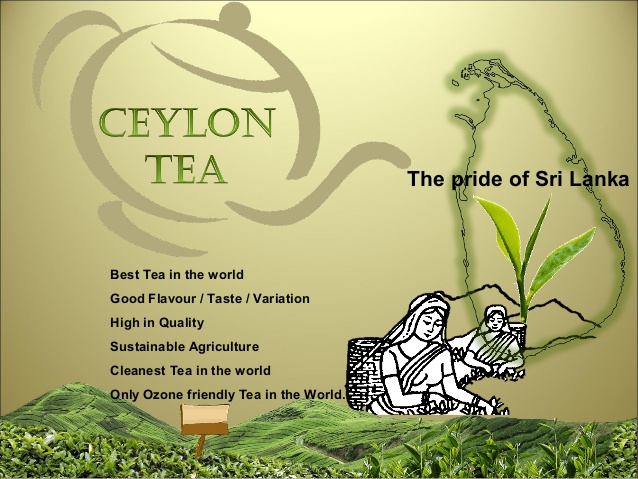 CEYLON
TEA
The pride of Sri Lanka
Best Tea in the world
Good Flavour / Taste / Variation
High in Quality
Sustainable Agriculture
Cleanest Tea in the world
Only Ozone friendly Tea in the World.